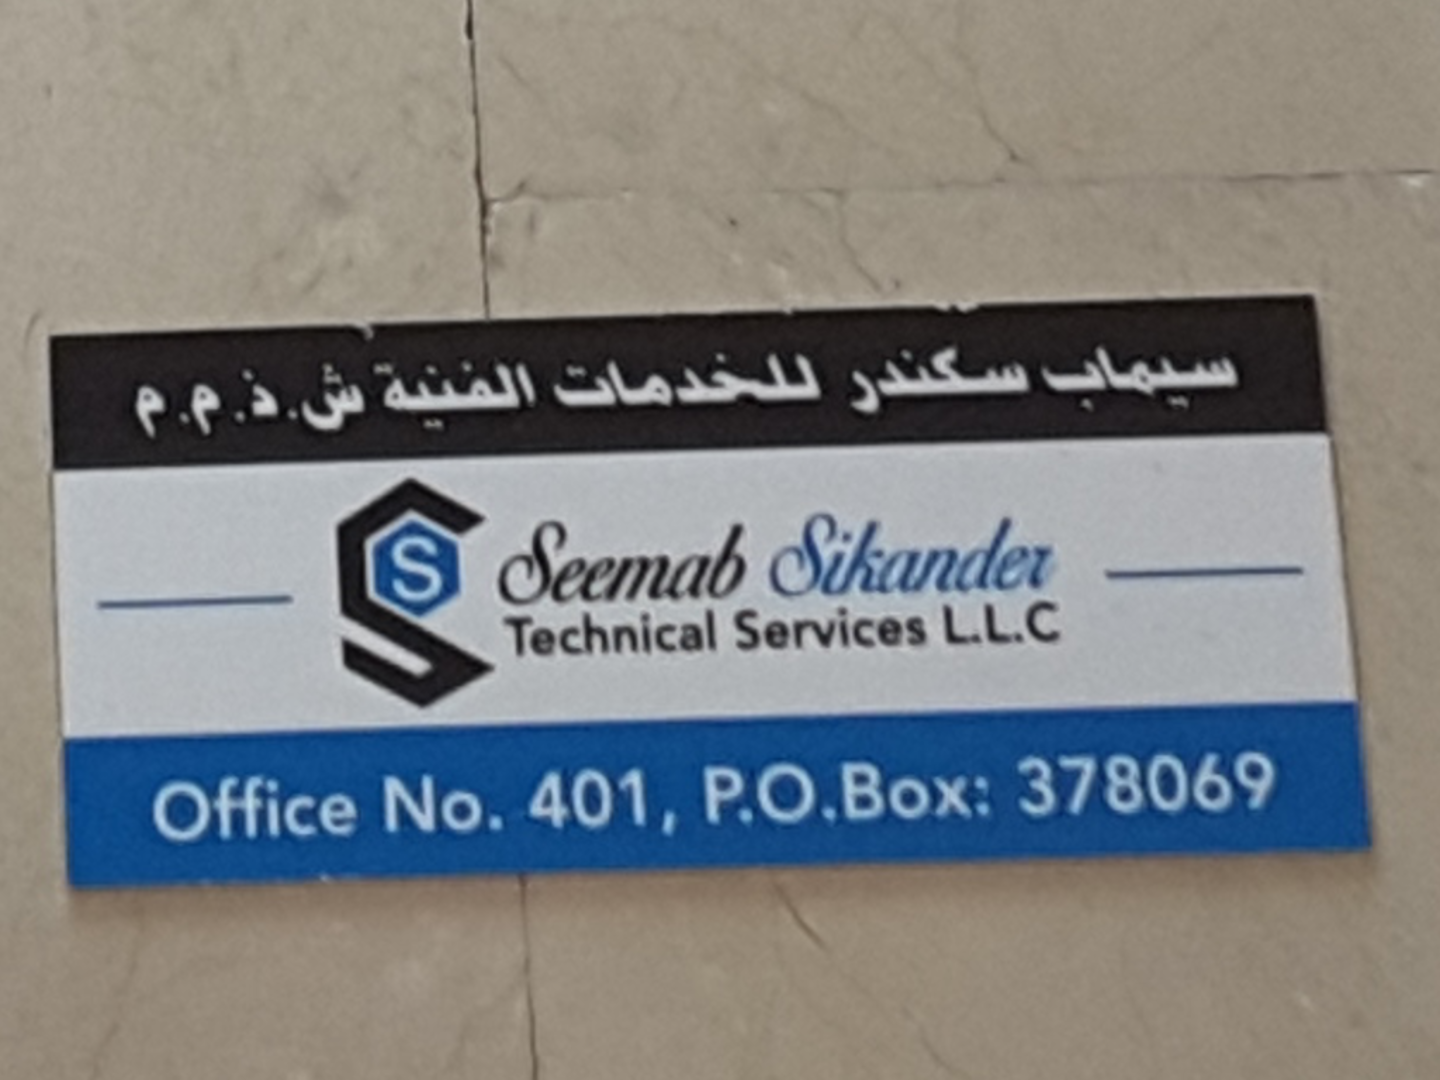 سيماب سكندر للخدمات الفنية ش.ذ.م.م
S
Seemab Sikander
Technical Services L.L.C
Office No. 401, P.O.Box: 378069